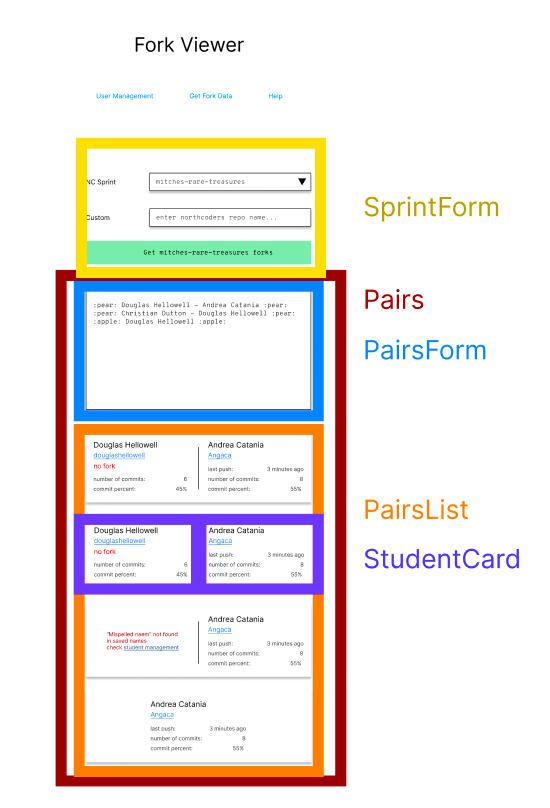 Fork Viewer
User Management Get Fork Data Help
NC Sprint mitches-rare-treasures
Custom enter northcoders repo name...
Get mitches-rare-treasures forks
SprintForm
Pairs
PairsForm
:pear: Douglas Hellowell - Andrea Catania :pear:
:pear: Christian Dutton - Douglas Hellowell :pear:
:apple: Douglas Hellowell :apple:
Douglas Hellowell
douglashellowell
no fork
number of commits: 6
commit percent: 45%
Andrea Catania
Angaca
last push: 3 minutes ago
number of commits: 8
commit percent: 55%
PairsList
StudentCard
Douglas Hellowell
douglashellowell
no fork
number of commits: 6
commit percent: 45%
Andrea Catania
Angaca
last push: 3 minutes ago
number of commits: 8
commit percent: 55%
"Mispelled naem" not found
in saved names
check student management
Andrea Catania
Angaca
last push: 3 minutes ago
number of commits: 8
commit percent: 55%
Andrea Catania
Angaca
last push: 3 minutes ago
number of commits: 8
commit percent: 55%